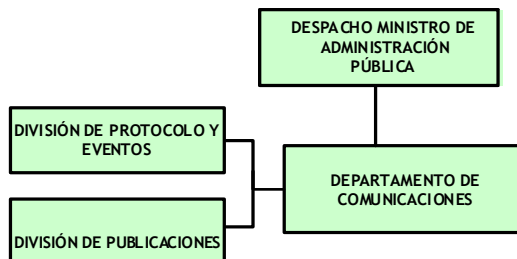 DESPACHO MINISTRO DE
ADMINISTRACIÓN
PÚBLICA
DIVISIÓN DE PROTOCOLO Y
EVENTOS
DEPARTAMENTO DE
COMUNICACIONES
DIVISIÓN DE PUBLICACIONES